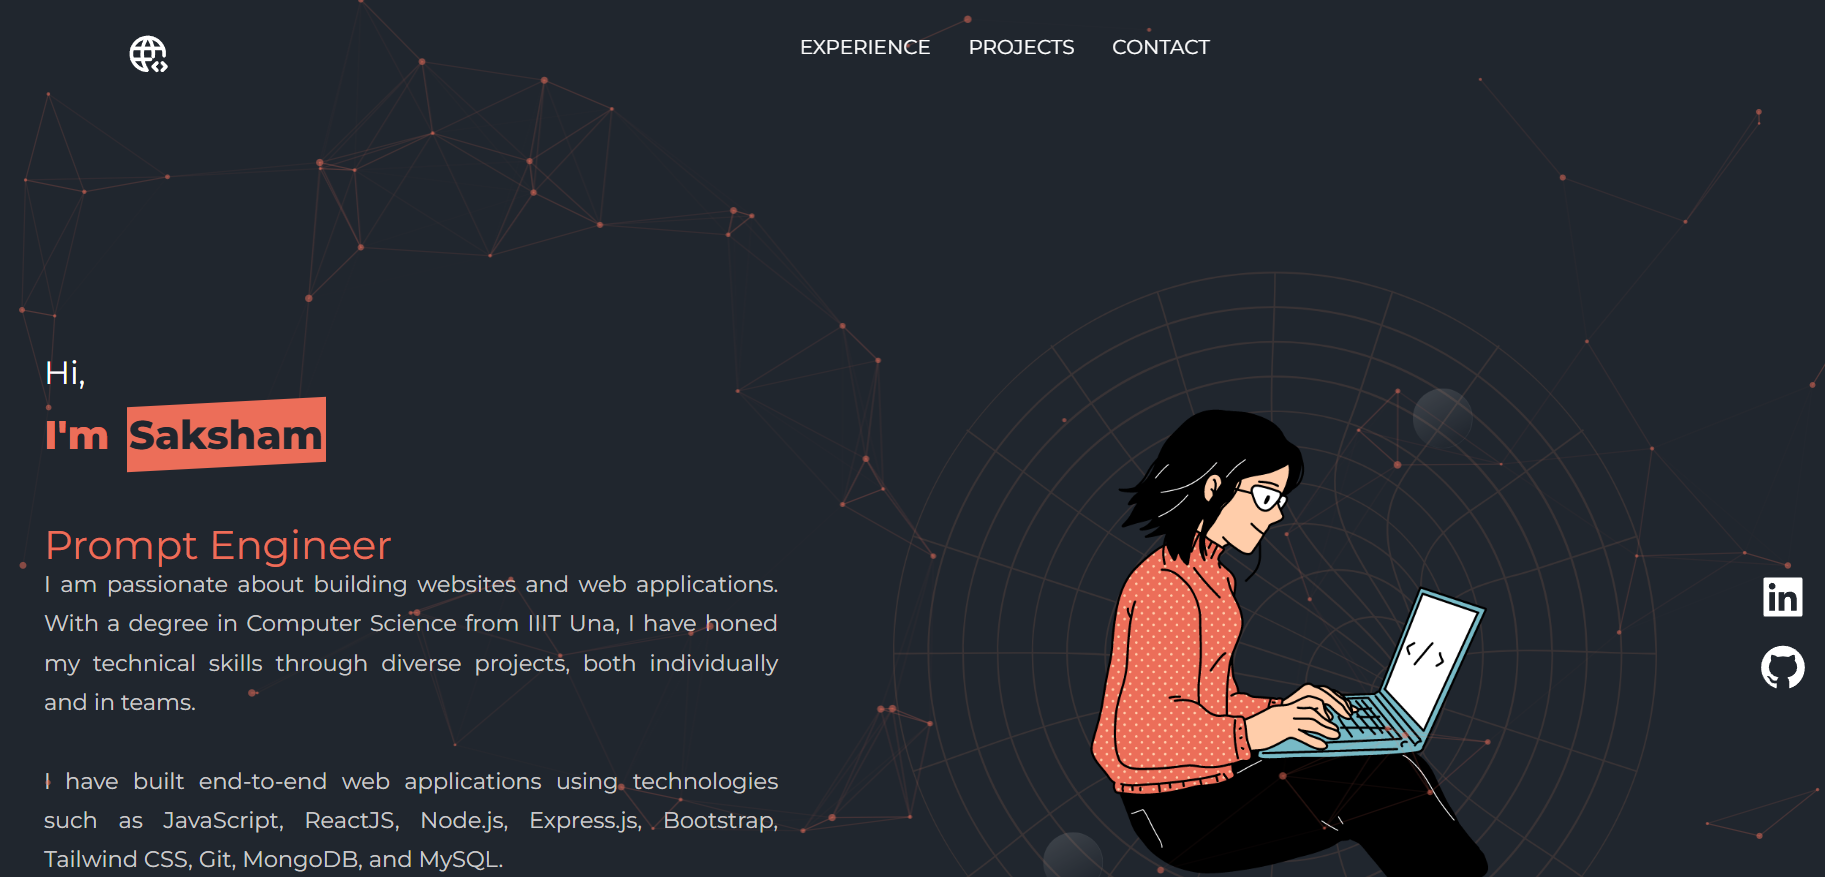 EXPERIENCE PROJECTS CONTACT
Hi,
I'm Saksham
Prompt Engineer
I am passionate about building websites and web applications.
With a degree in Computer Science from IIIT Una, I have honed
my technical skills through diverse projects, both individually
and in teams.
I have built end-to-end web applications using technologies
such as JavaScript, ReactJS, Node.js, Express.js, Bootstrap,
Tailwind CSS, Git, MongoDB, and MySQL.
</>
in